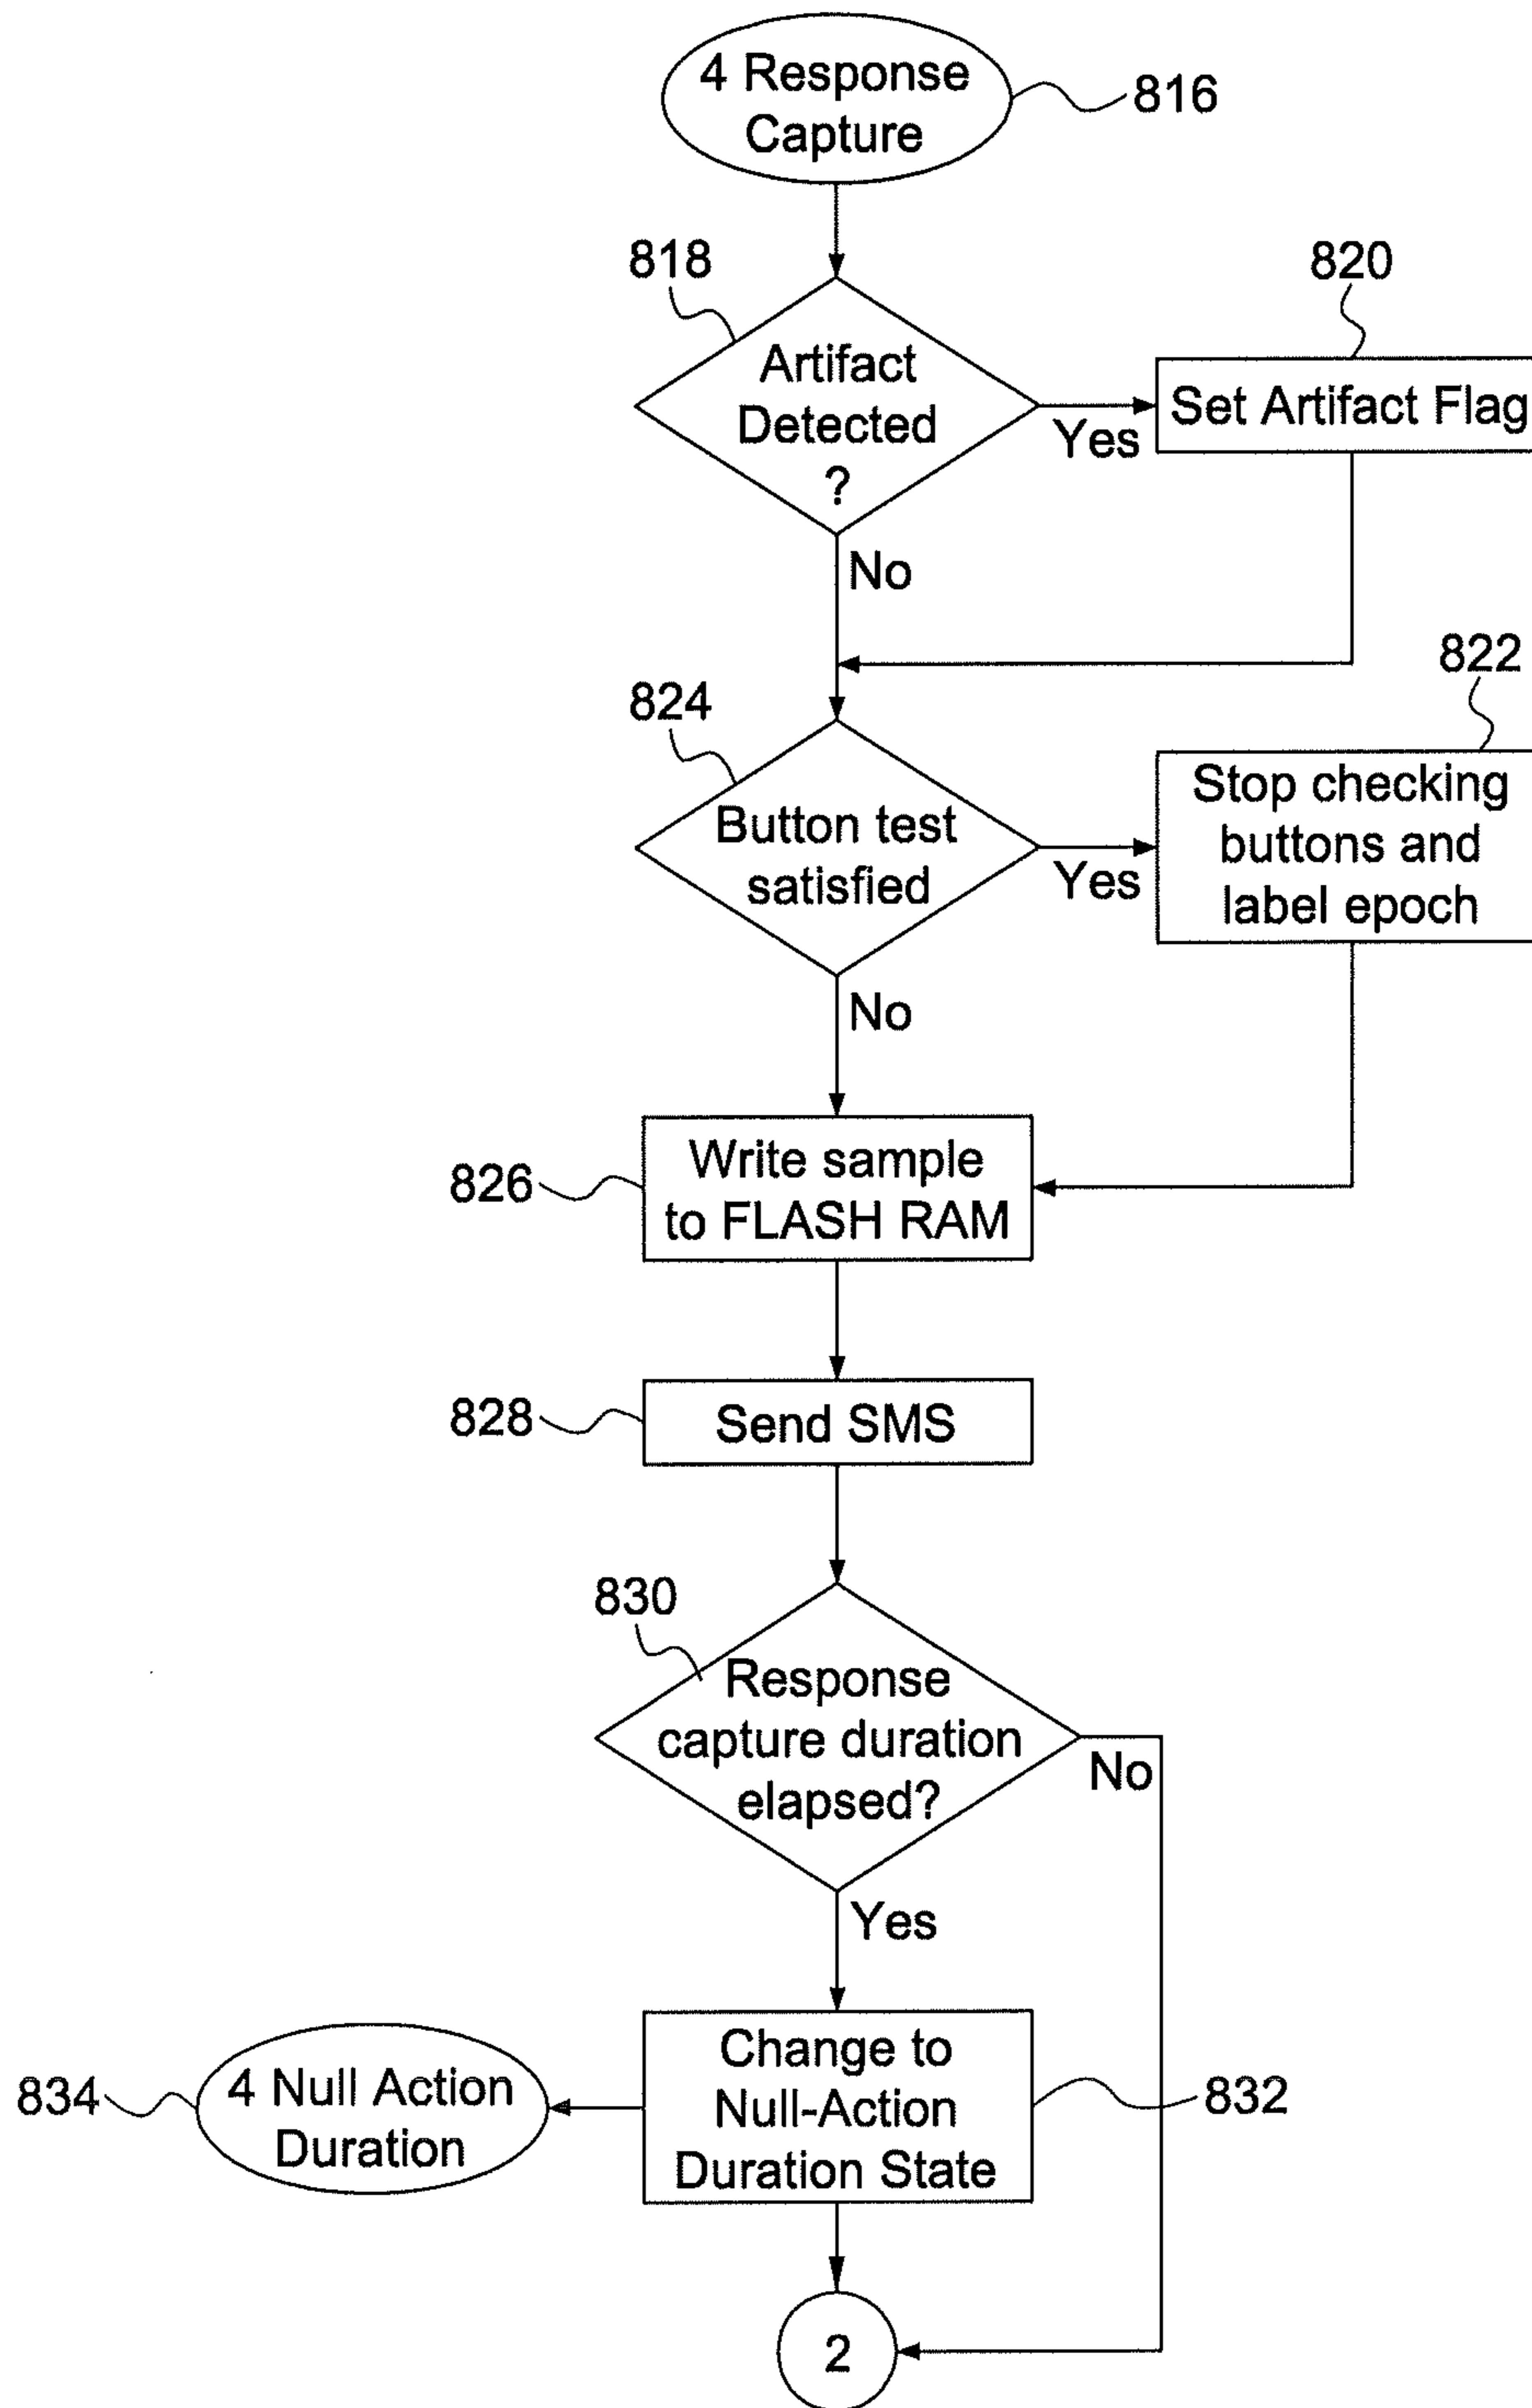 4 Response
Capture
816
818
Artifact
Detected
?
Yes
820
Set Artifact Flag
No
824
Button test
satisfied
Yes
822
Stop checking
buttons and
label epoch
No
826
Write sample
to FLASH RAM
828
Send SMS
830
Response
capture duration
elapsed?
No
Yes
834
4 Null Action
Duration
Change to
Null-Action
Duration State
832
2